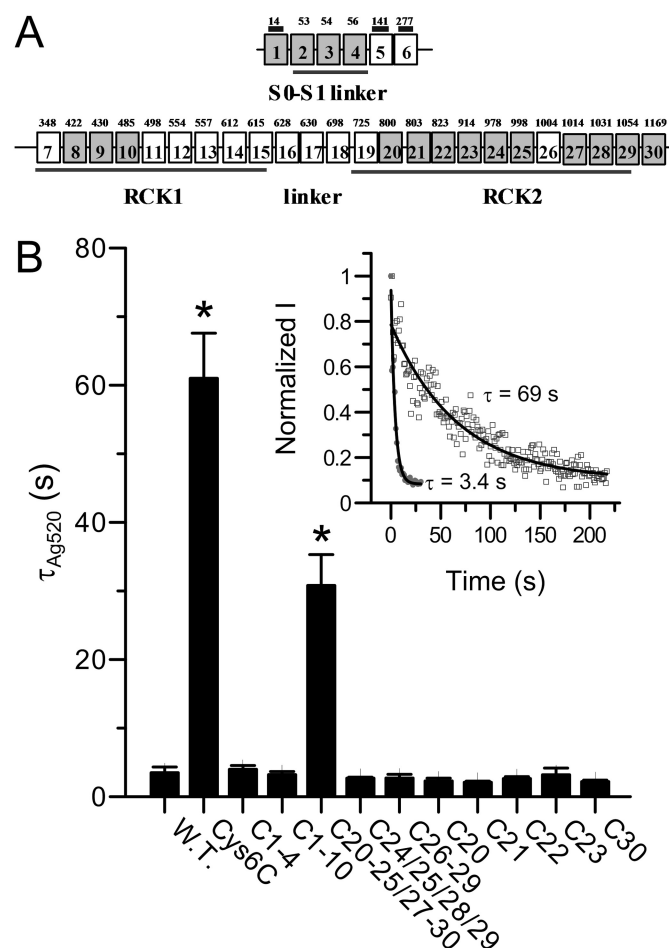 A
14 53 54 56 141 277
1 2 3 4 5 6
S0-S1 linker
348 422 430 485 498 554 557 612 615 628 630 698 725 800 803 823 914 978 998 1004 1014 1031 1054 1169
7 8 9 10 11 12 13 14 15 16 17 18 19 20 21 22 23 24 25 26 27 28 29 30
RCK1 linker RCK2
B
τAg520 (s)
80
60
40
20
0
* *
Normalized I
1
0.8
0.6
0.4
0.2
0
τ = 69 s
τ = 3.4 s
0 50 100 150 200
Time (s)
W.T.
Cys6C
C1-4
C1-10
C20-25/27-30
C24/25/28/29
C26-29
C20
C21
C22
C23
C30